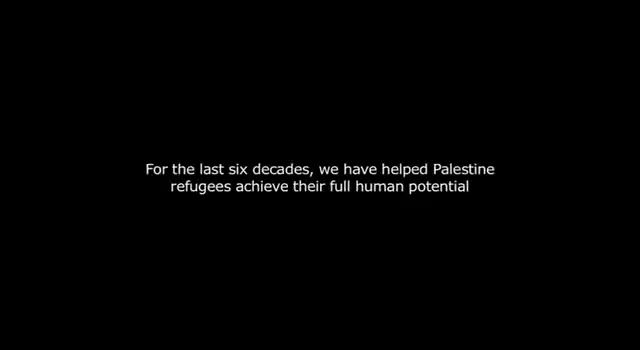 For the last six decades, we have helped Palestine
refugees achieve their full human potential